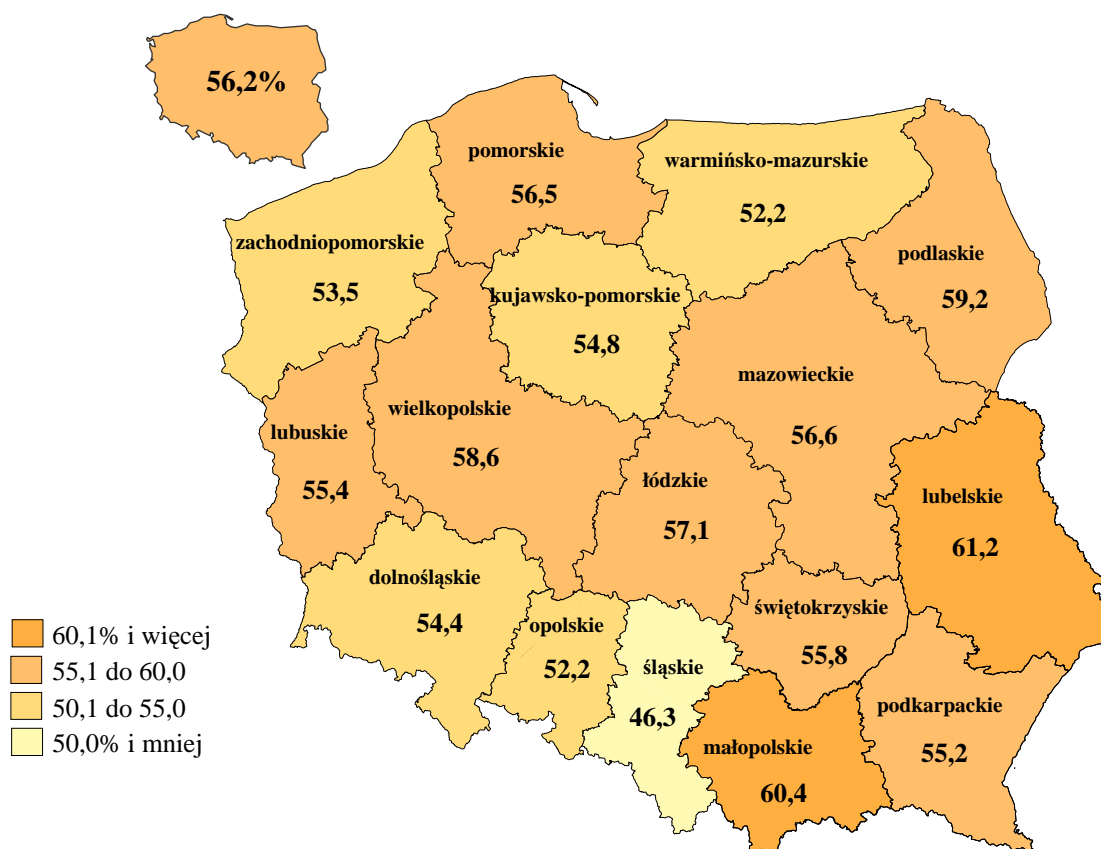 56,2%
pomorskie
56,5
warmińsko-mazurskie
52,2
zachodniopomorskie
53,5
podlaskie
59,2
kujawsko-pomorskie
54,8
mazowieckie
56,6
wielkopolskie
58,6
lubuskie
55,4
łódzkie
57,1
lubelskie
61,2
dolnośląskie
54,4
opolskie
52,2
świętokrzyskie
55,8
śląskie
46,3
podkarpackie
55,2
małopolskie
60,4
60,1% i więcej
55,1 do 60,0
50,1 do 55,0
50,0% i mniej